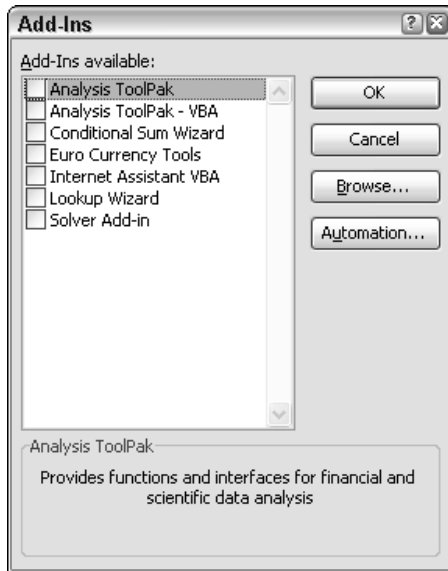 Add-Ins
Add-Ins available:
Analysis ToolPak
Analysis ToolPak - VBA
Conditional Sum Wizard
Euro Currency Tools
Internet Assistant VBA
Lookup Wizard
Solver Add-in
OK
Cancel
Browse...
Automation...
Analysis ToolPak
Provides functions and interfaces for financial and
scientific data analysis